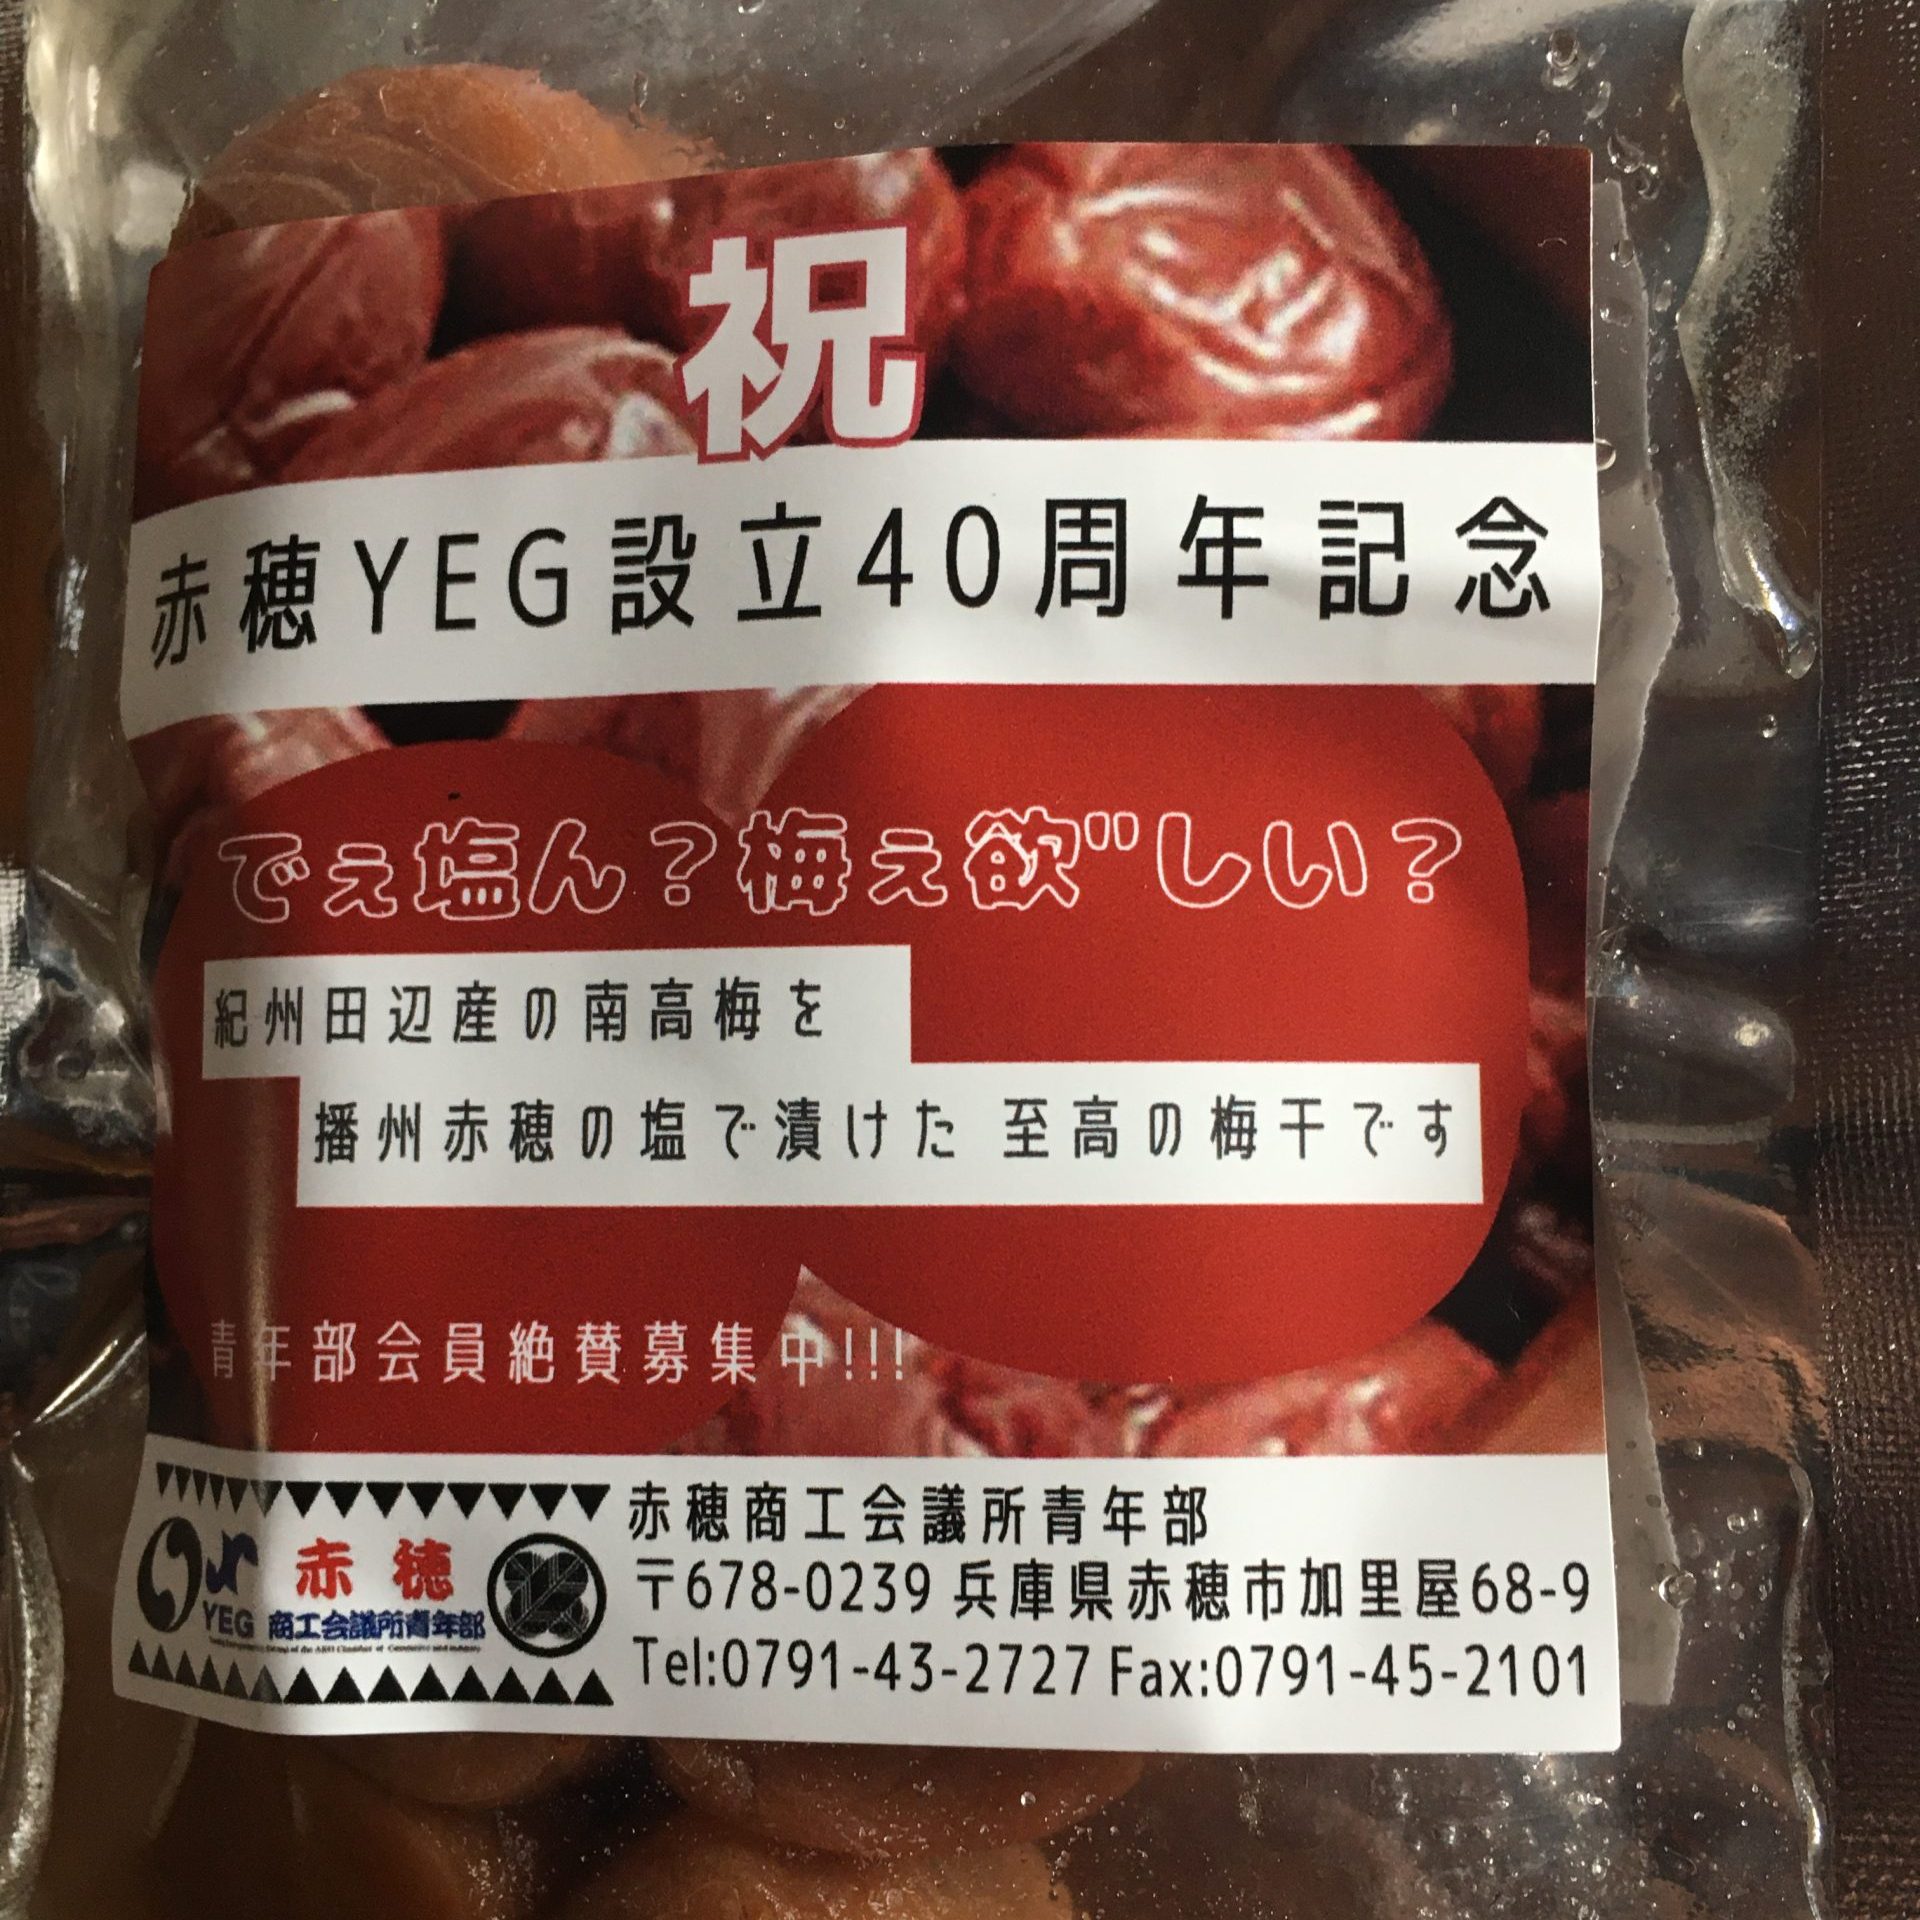 祝
赤穂YEG設立40周年記念
でぇ塩ん?梅ぇ欲"しい?
紀州田辺産の南高梅を
播州赤穂の塩で漬けた 至高の梅干です
青年部会員絶賛募集中!!!
赤穂商工会議所青年部
〒678-0239 兵庫県赤穂市加里屋68-9
Tel:0791-43-2727 Fax:0791-45-2101
赤穂
YEG 商工会議所青年部